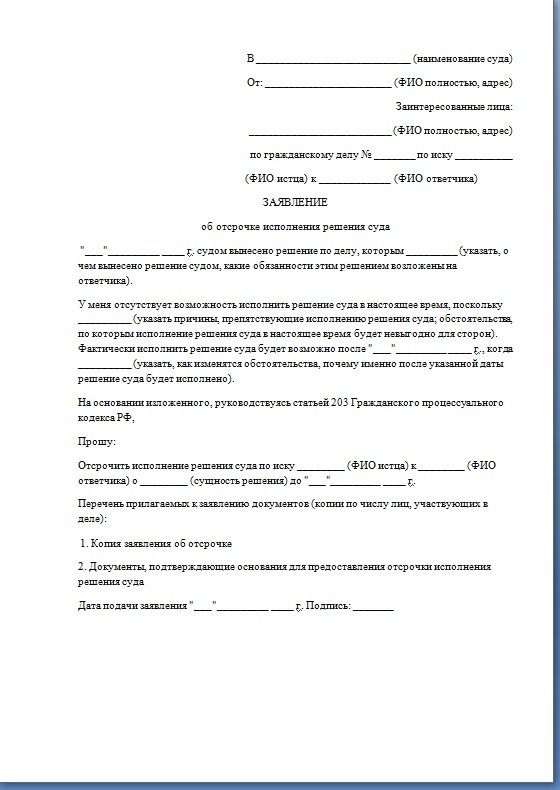 В ____________________________ (наименование суда)
От: _______________________ (ФИО полностью, адрес)
Заинтересованные лица:
__________________________ (ФИО полностью, адрес)
по гражданскому делу № ________ по иску ___________
(ФИО истца) к _____________ (ФИО ответчика)
ЗАЯВЛЕНИЕ
об отсрочке исполнения решения суда
"___"__________ _____ г. судом вынесено решение по делу, которым __________ (указать, о
чем вынесено решение судом, какие обязанности этим решением возложены на
ответчика).
У меня отсутствует возможность исполнить решение суда в настоящее время, поскольку
__________ (указать причины, препятствующие исполнению решения суда; обстоятельства,
по которым исполнение решения суда в настоящее время будет невыгодно для сторон).
Фактически исполнить решение суда будет возможно после "___"__________ _____ г., когда
__________ (указать, как изменятся обстоятельства, почему именно после указанной даты
решение суда будет исполнено).
На основании изложенного, руководствуясь статьей 203 Гражданского процессуального
кодекса РФ,
Прошу:
Отсрочить исполнение решения суда по иску _________ (ФИО истца) к _________ (ФИО
ответчика) о _________ (сущность решения) до "___"__________ ____ г.
Перечень прилагаемых к заявлению документов (копии по числу лиц, участвующих в
деле):
1. Копия заявления об отсрочке
2. Документы, подтверждающие основания для предоставления отсрочки исполнения
решения суда
Дата подачи заявления "___"__________ ____ г. Подпись: _______